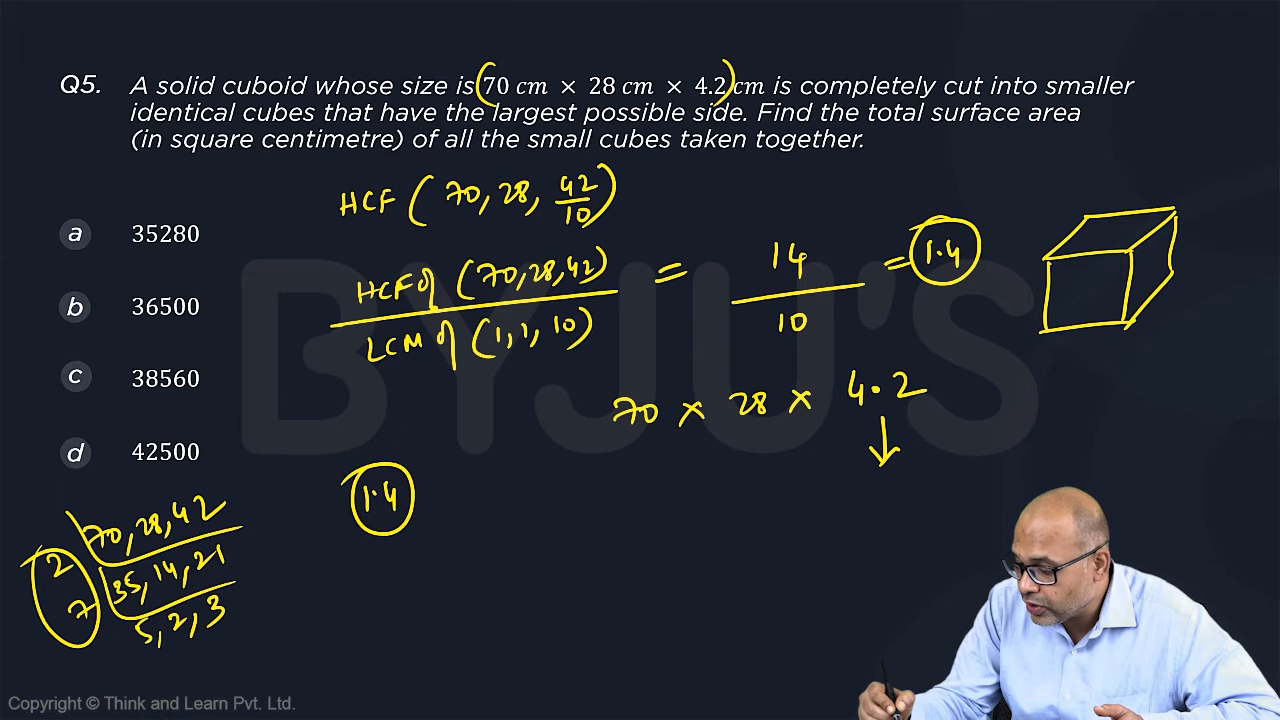 Q5. A solid cuboid whose size is (70 cm × 28 cm × 4.2) cm is completely cut into smaller
identical cubes that have the largest possible side. Find the total surface area
(in square centimetre) of all the small cubes taken together.
HCF ( 70, 28, 42/10 )
a 35280
HCF of (70, 28, 42) / LCM of (1, 1, 10) = 14/10 = 1.4
b 36500
BYJU'S
c 38560
70 × 28 × 4.2
d 42500
1.4
70, 28, 42
2 35, 14, 21
7 5, 2, 3
Copyright © Think and Learn Pvt. Ltd.